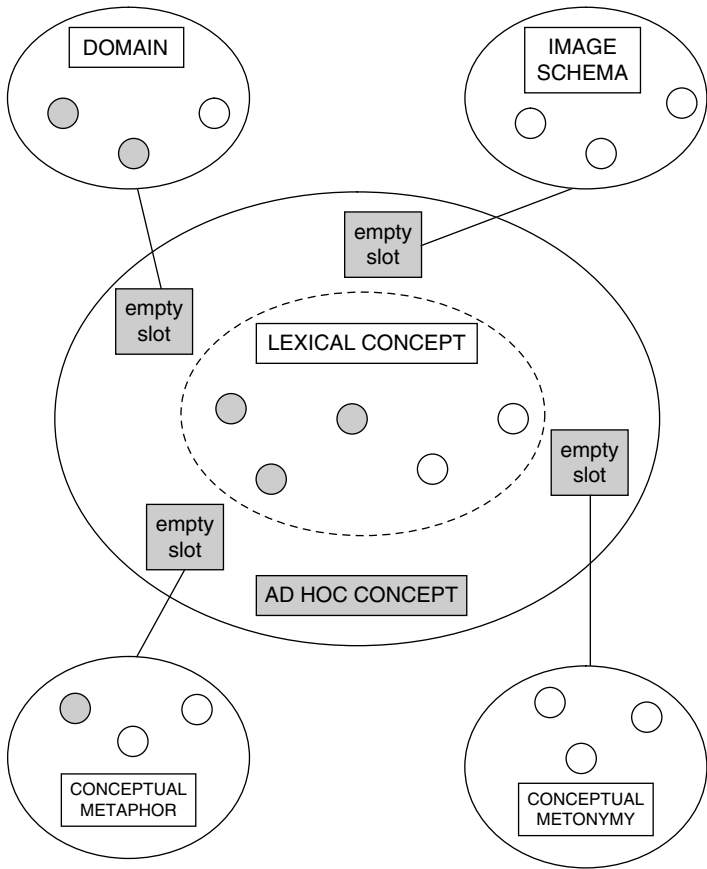 DOMAIN
IMAGE
SCHEMA
empty
slot
empty
slot
LEXICAL CONCEPT
empty
slot
empty
slot
AD HOC CONCEPT
CONCEPTUAL
METAPHOR
CONCEPTUAL
METONYMY